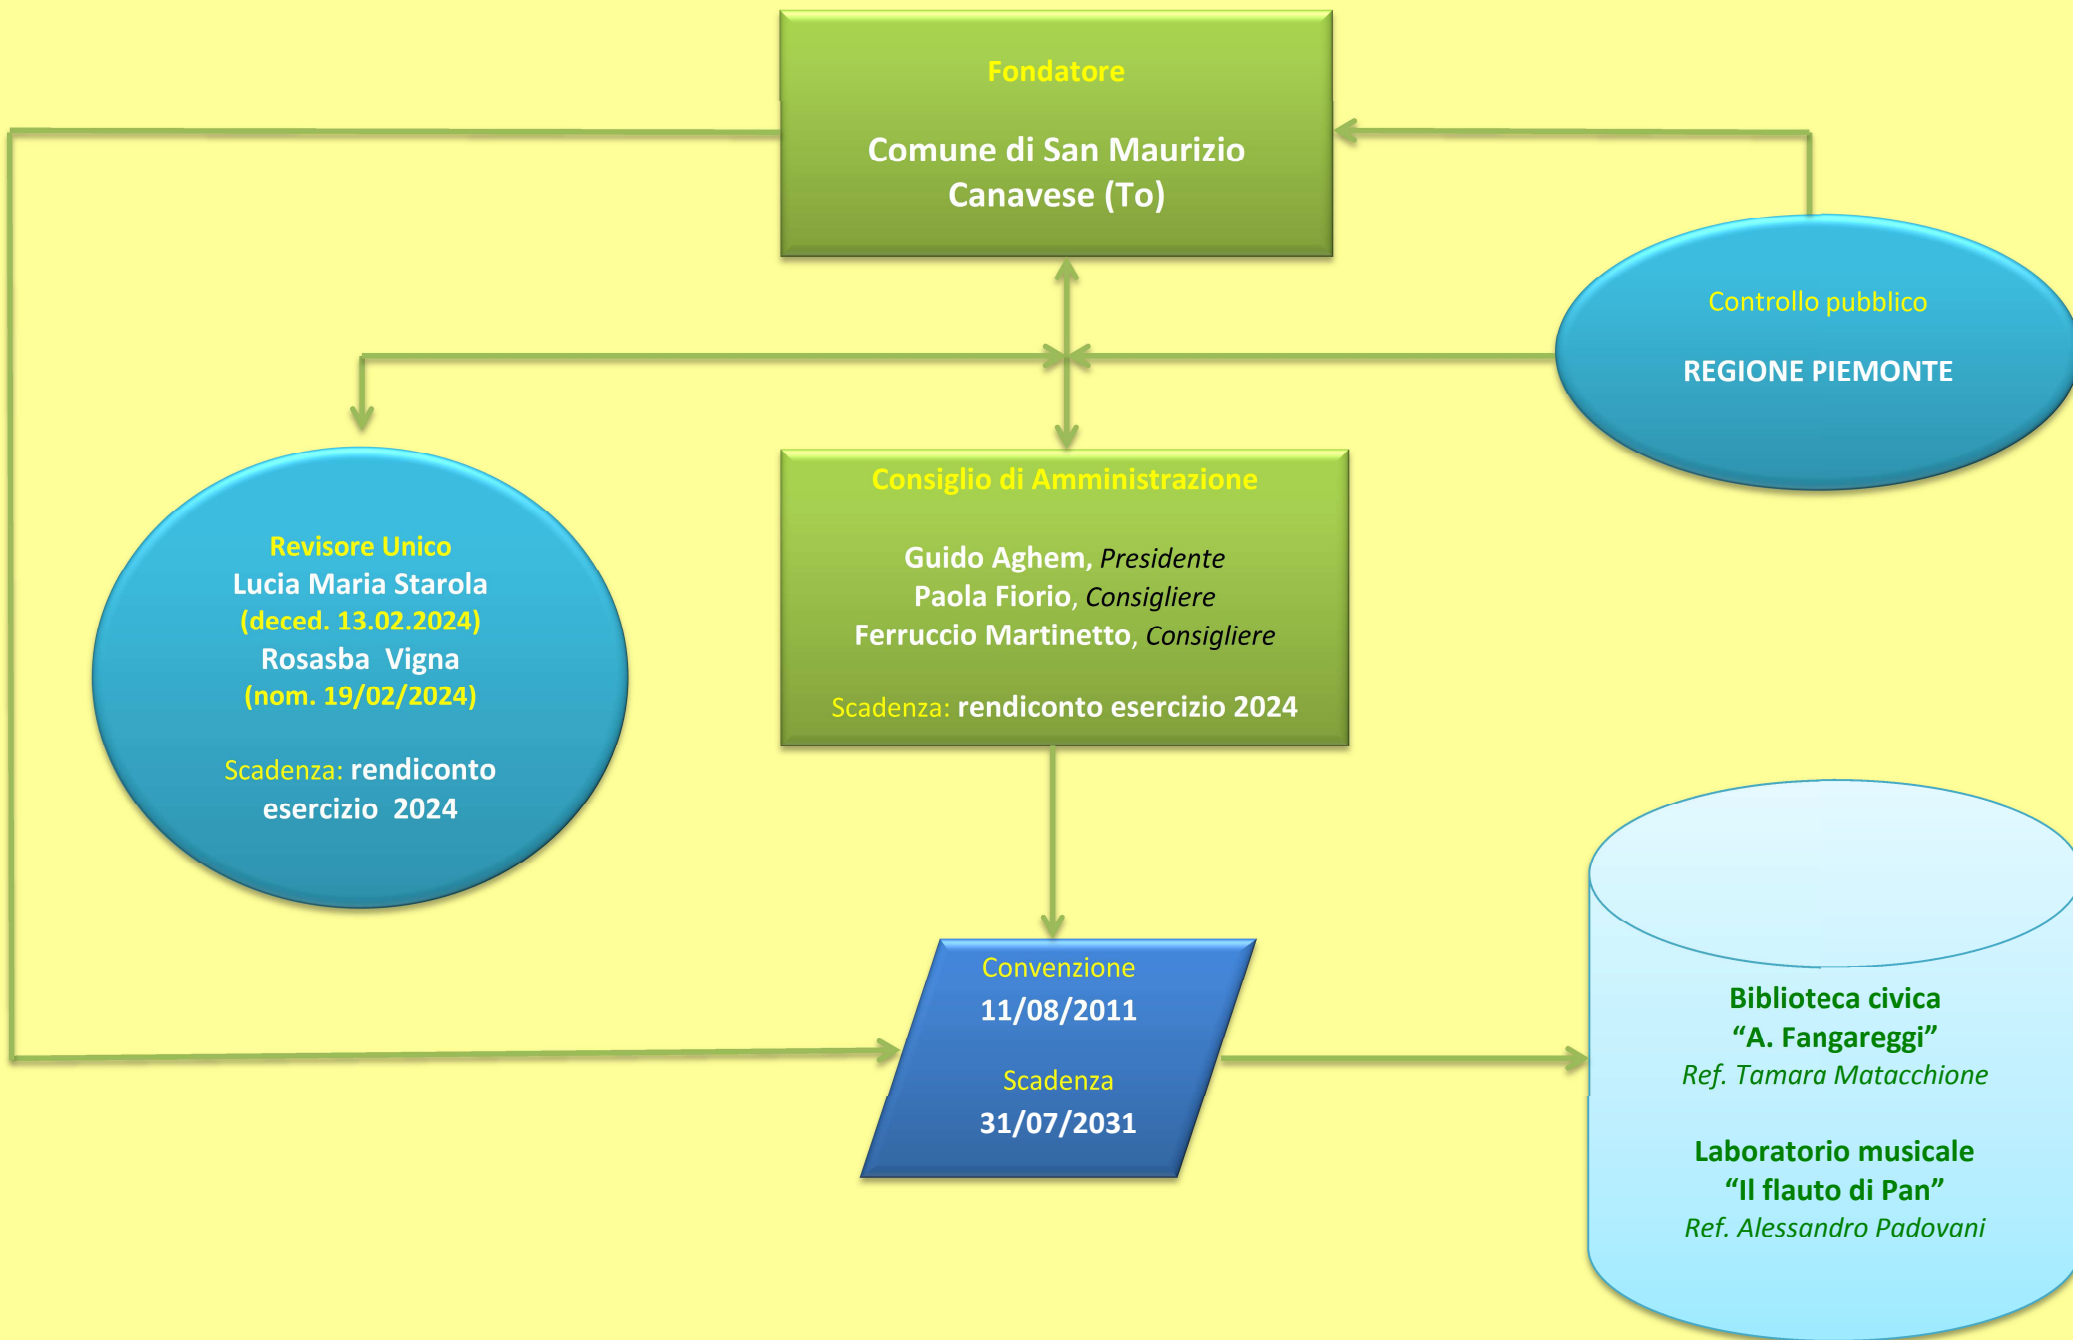 Fondatore
Comune di San Maurizio
Canavese (To)
Controllo pubblico
REGIONE PIEMONTE
Revisore Unico
Lucia Maria Starola
(deced. 13.02.2024)
Rosasba Vigna
(nom. 19/02/2024)
Scadenza: rendiconto
esercizio 2024
Consiglio di Amministrazione
Guido Aghem, Presidente
Paola Fiorio, Consigliere
Ferruccio Martinetto, Consigliere
Scadenza: rendiconto esercizio 2024
Convenzione
11/08/2011
Scadenza
31/07/2031
Biblioteca civica
“A. Fangareggi”
Ref. Tamara Matacchione
Laboratorio musicale
“Il flauto di Pan”
Ref. Alessandro Padovani